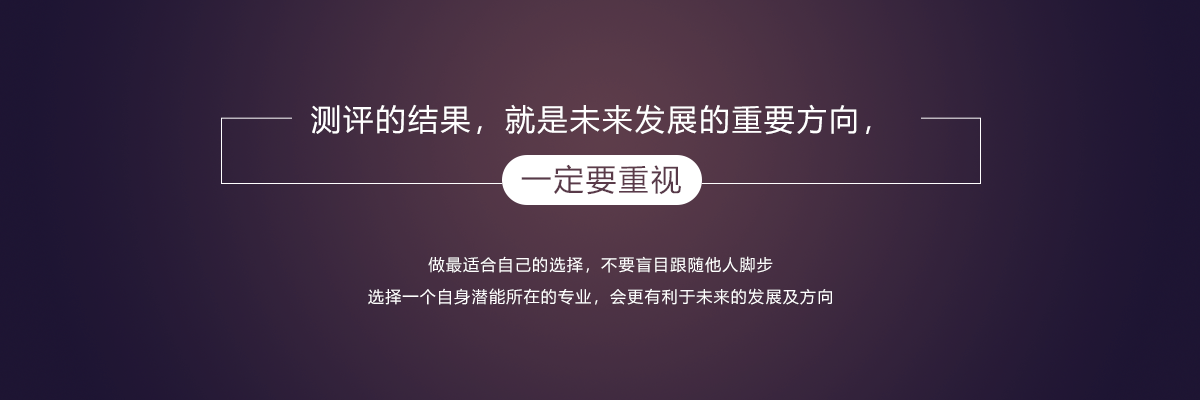 测评的结果，就是未来发展的重要方向，
一定要重视
做最适合自己的选择，不要盲目跟随他人脚步
选择一个自身潜能所在的专业，会更有利于未来的发展及方向